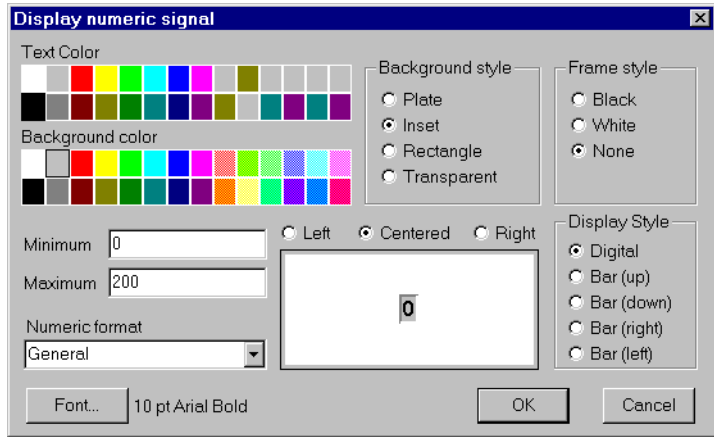 Display numeric signal
Text Color
Background color
Background style
Plate
Inset
Rectangle
Transparent
Frame style
Black
White
None
Minimum 0
Maximum 200
Numeric format
General
Left Centered Right
0
Display Style
Digital
Bar (up)
Bar (down)
Bar (right)
Bar (left)
Font... 10 pt Arial Bold
OK Cancel